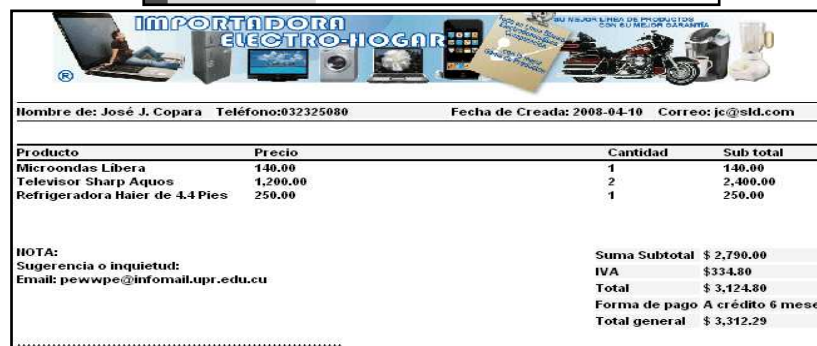 IMPORTADORA
ELECTRO-HOGAR
SU MEJOR LINEA DE PRODUCTOS
CON SU MEJOR GARANTÍA
®
Nombre de: José J. Copara Teléfono:032325080 Fecha de Creada: 2008-04-10 Correo: jc@sld.com
Producto Precio Cantidad Sub total
Microondas Líbera 140.00 1 140.00
Televisor Sharp Aquos 1,200.00 2 2,400.00
Refrigeradora Haier de 4.4 Pies 250.00 1 250.00
NOTA:
Sugerencia o inquietud:
Email: pewwpe@infomail.upr.edu.cu
Suma Subtotal $ 2,790.00
IVA $334.80
Total $ 3,124.80
Forma de pago A crédito 6 mese
Total general $ 3,312.29